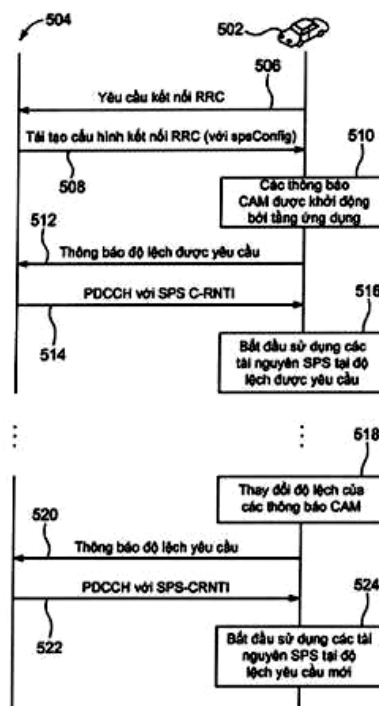 504
502
506
Yêu cầu kết nối RRC
Tái tạo cấu hình kết nối RRC (với spsConfig)
508
510
Các thông báo
CAM được khởi động
bởi tầng ứng dụng
512
Thông báo độ lệch được yêu cầu
PDCCH với SPS C-RNTI
514
516
Bắt đầu sử dụng các
tài nguyên SPS tại độ
lệch được yêu cầu
518
Thay đổi độ lệch của
các thông báo CAM
520
Thông báo độ lệch yêu cầu
PDCCH với SPS-CRNTI
522
524
Bắt đầu sử dụng các tài
nguyên SPS tại độ
lệch yêu cầu mới